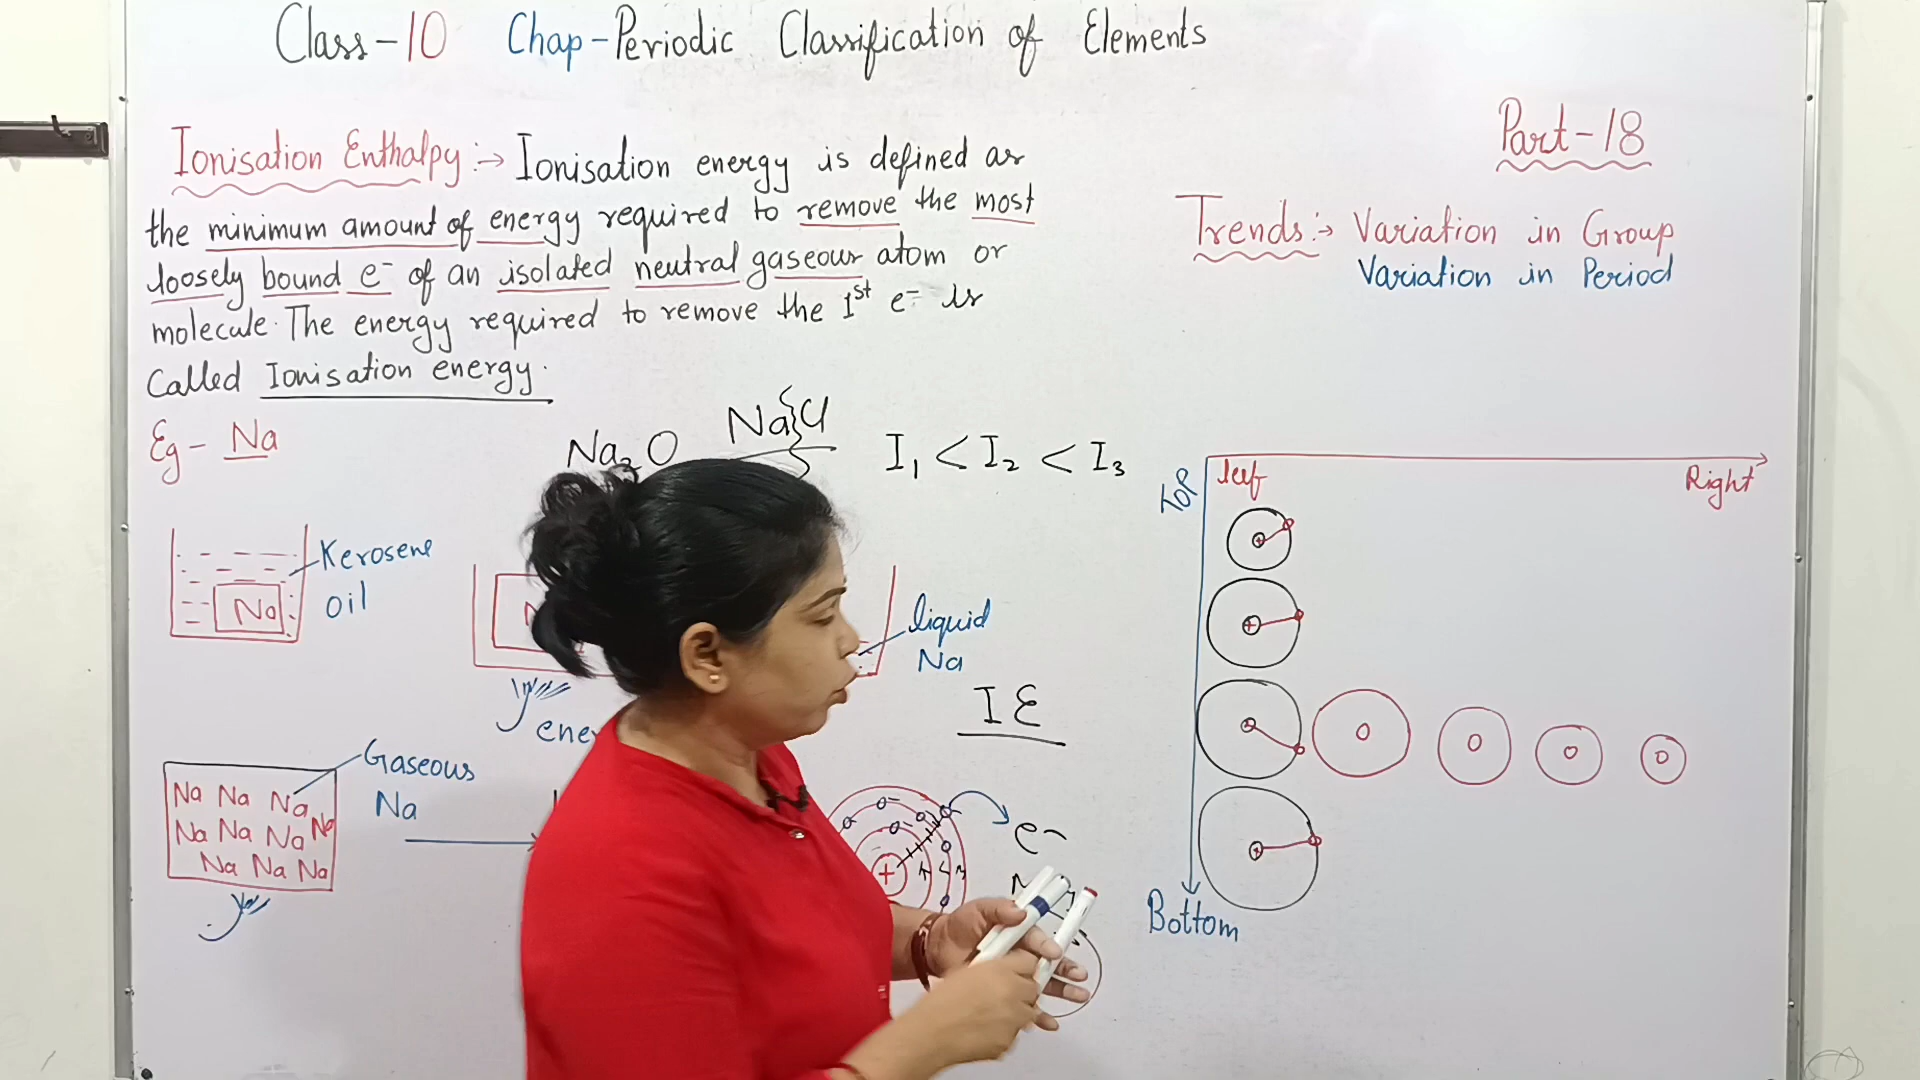 Class-10 Chap-Periodic Classification of Elements
Part-18
Ionisation Enthalpy:→ Ionisation energy is defined as
the minimum amount of energy required to remove the most
loosely bound e⁻ of an isolated neutral gaseous atom or
molecule. The energy required to remove the 1st e⁻ is
Called Ionisation energy.
Trends:→ Variation in Group
Variation in Period
Eg- Na
Na₂O
NaCl
I₁ < I₂ < I₃
Kerosene
oil
Na
liquid
Na
IE
Gaseous
Na
Na Na Na
Na Na Na Na
Na Na Na
+
e⁻
TOP
leef
Right
Bottom